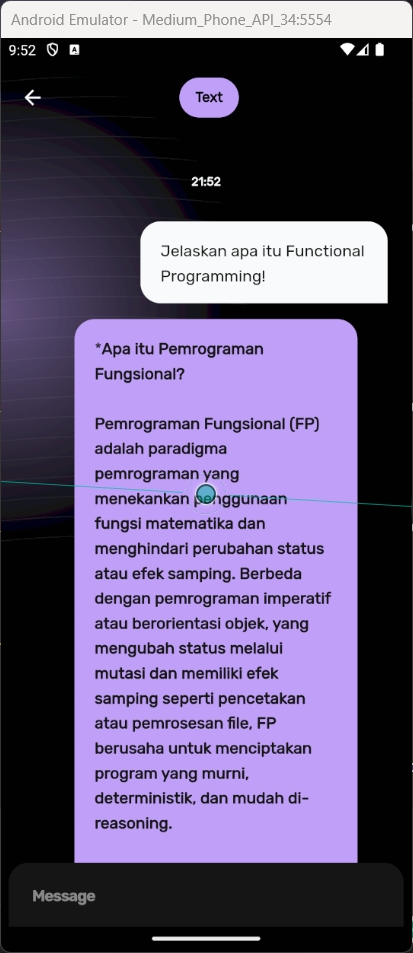 Android Emulator - Medium_Phone_API_34:5554
9:52
A
Text
21:52
Jelaskan apa itu Functional
Programming!
*Apa itu Pemrograman
Fungsional?
Pemrograman Fungsional (FP)
adalah paradigma
pemrograman yang
menekankan penggunaan
fungsi matematika dan
menghindari perubahan status
atau efek samping. Berbeda
dengan pemrograman imperatif
atau berorientasi objek, yang
mengubah status melalui
mutasi dan memiliki efek
samping seperti pencetakan
atau pemrosesan file, FP
berusaha untuk menciptakan
program yang murni,
deterministik, dan mudah di-
reasoning.
Message